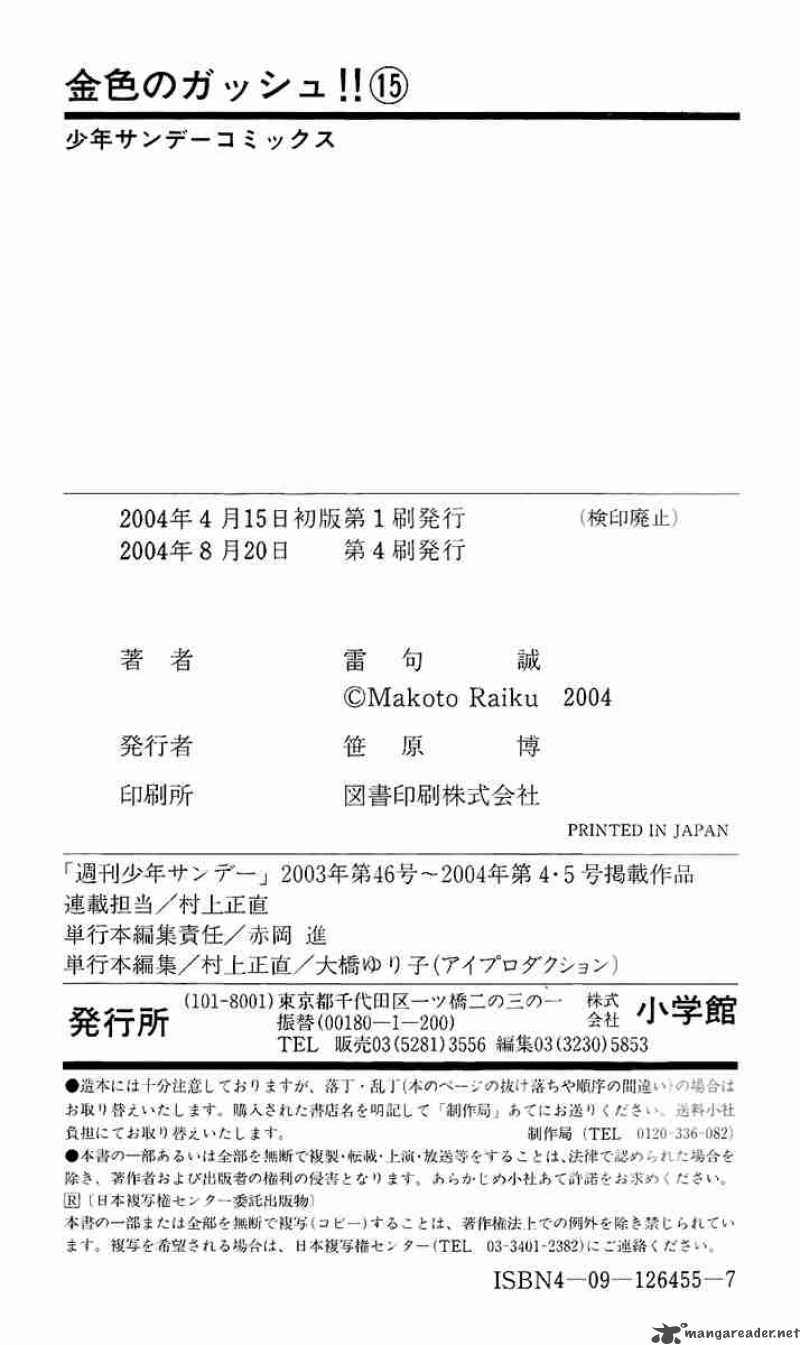 金色のガッシュ!!⑮
少年サンデーコミックス
2004年4月15日初版第1刷発行　(検印廃止)
2004年8月20日　第4刷発行
著者　雷句　誠
©Makoto Raiku 2004
発行者　笹原　博
印刷所　図書印刷株式会社
PRINTED IN JAPAN
「週刊少年サンデー」2003年第46号～2004年第4・5号掲載作品
連載担当／村上正直
単行本編集責任／赤岡 進
単行本編集／村上正直／大橋ゆり子(アイプロダクション)
発行所　(101-8001)東京都千代田区一ツ橋二の三の一　株式会社 小学館
振替(00180—1—200)
TEL 販売03(5281)3556 編集03(3230)5853
●造本には十分注意しておりますが、落丁・乱丁(本のページの抜け落ちや順序の間違い)の場合は
お取り替えいたします。購入された書店名を明記して「制作局」あてにお送りください。送料小社
負担にてお取り替えいたします。　制作局(TEL 0120-336-082)
●本書の一部あるいは全部を無断で複製・転載・上演・放送等をすることは、法律で認められた場合を
除き、著作者および出版者の権利の侵害となります。あらかじめ小社あて許諾をお求めください。
R〔日本複写権センター委託出版物〕
本書の一部または全部を無断で複写(コピー)することは、著作権法上での例外を除き禁じられてい
ます。複写を希望される場合は、日本複写権センター(TEL 03-3401-2382)にご連絡ください。
ISBN4—09—126455—7
mangareader.net